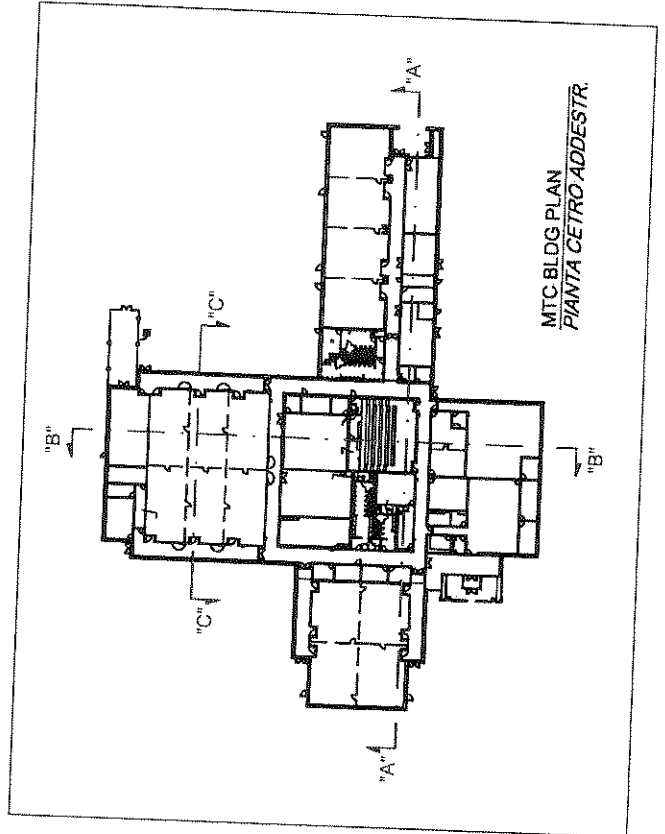 "A"
"C"
"B"
MTC BLDG PLAN
PIANTA CETRO ADDESTR.
"B"
"C"
"A"